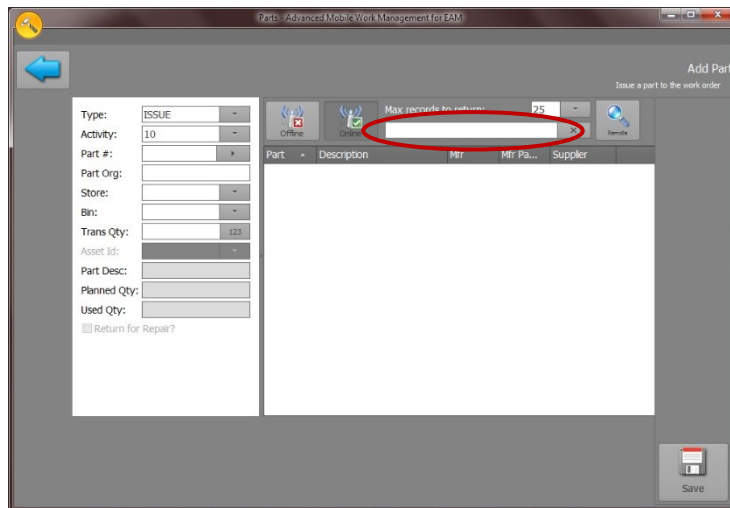 Parts - Advanced Mobile Work Management for EAM
Add Part
Issue a part to the work order
Type: ISSUE
Activity: 10
Part #:
Part Org:
Store:
Bin:
Trans Qty: 123
Asset Id:
Part Desc:
Planned Qty:
Used Qty:
Return for Repair?
Offline
Online
Max records to return: 25
Remote
Part Description Mfr Mfr Pa... Supplier
Save